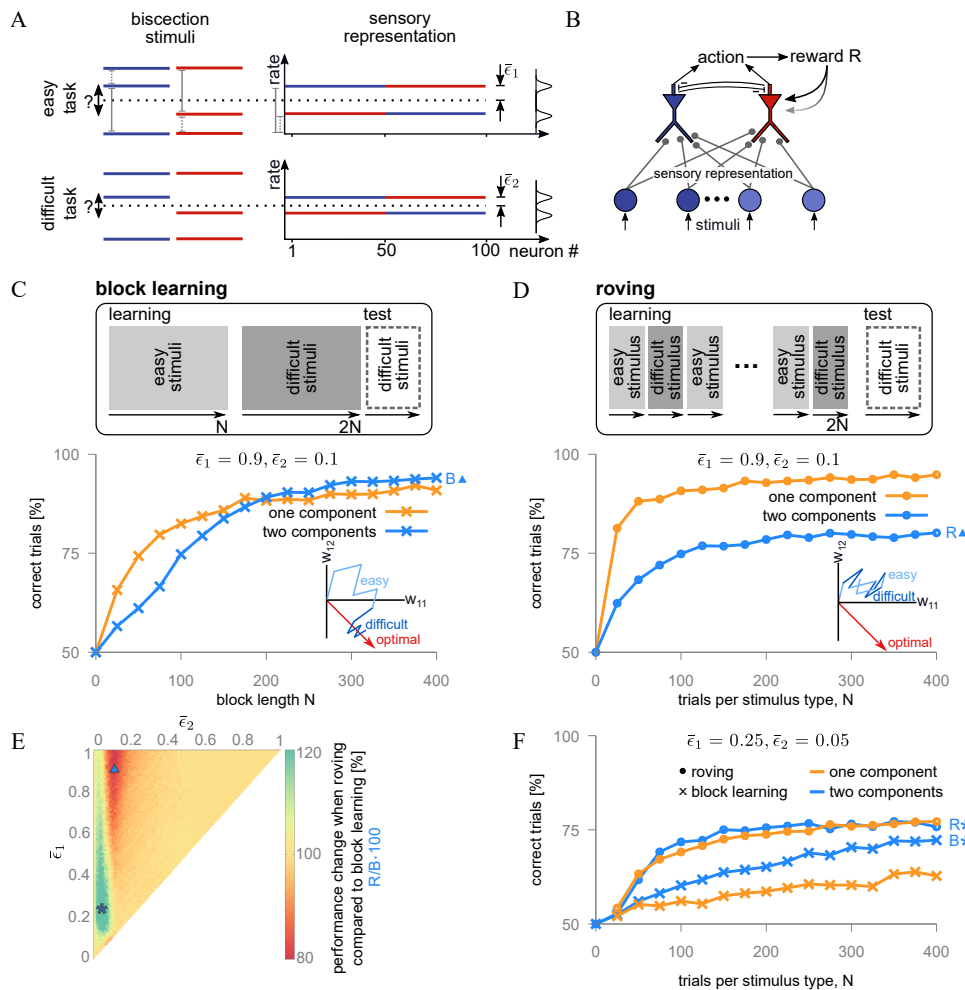 A
biscection
stimuli
sensory
representation
easy
task
?
rate
ε̄1
difficult
task
?
rate
ε̄2
1
50
100
neuron #
B
action
reward R
sensory representation
stimuli
C
block learning
learning
test
easy
stimuli
difficult
stimuli
difficult
stimuli
N
2N
ε̄1 = 0.9, ε̄2 = 0.1
correct trials [%]
100
75
50
B
one component
two components
w12
w11
easy
difficult
optimal
0
100
200
300
400
block length N
D
roving
learning
test
easy
stimulus
difficult
stimulus
easy
stimulus
...
easy
stimulus
difficult
stimulus
difficult
stimuli
2N
ε̄1 = 0.9, ε̄2 = 0.1
correct trials [%]
100
75
50
one component
two components
R
w12
w11
easy
difficult
optimal
0
100
200
300
400
trials per stimulus type, N
E
ε̄2
0 0.2 0.4 0.6 0.8 1
ε̄1
1
0.8
0.6
0.4
0.2
0
120
100
80
performance change when roving
compared to block learning [%]
R/B·100
F
ε̄1 = 0.25, ε̄2 = 0.05
correct trials [%]
100
75
50
roving
block learning
one component
two components
R*
B*
0
100
200
300
400
trials per stimulus type, N